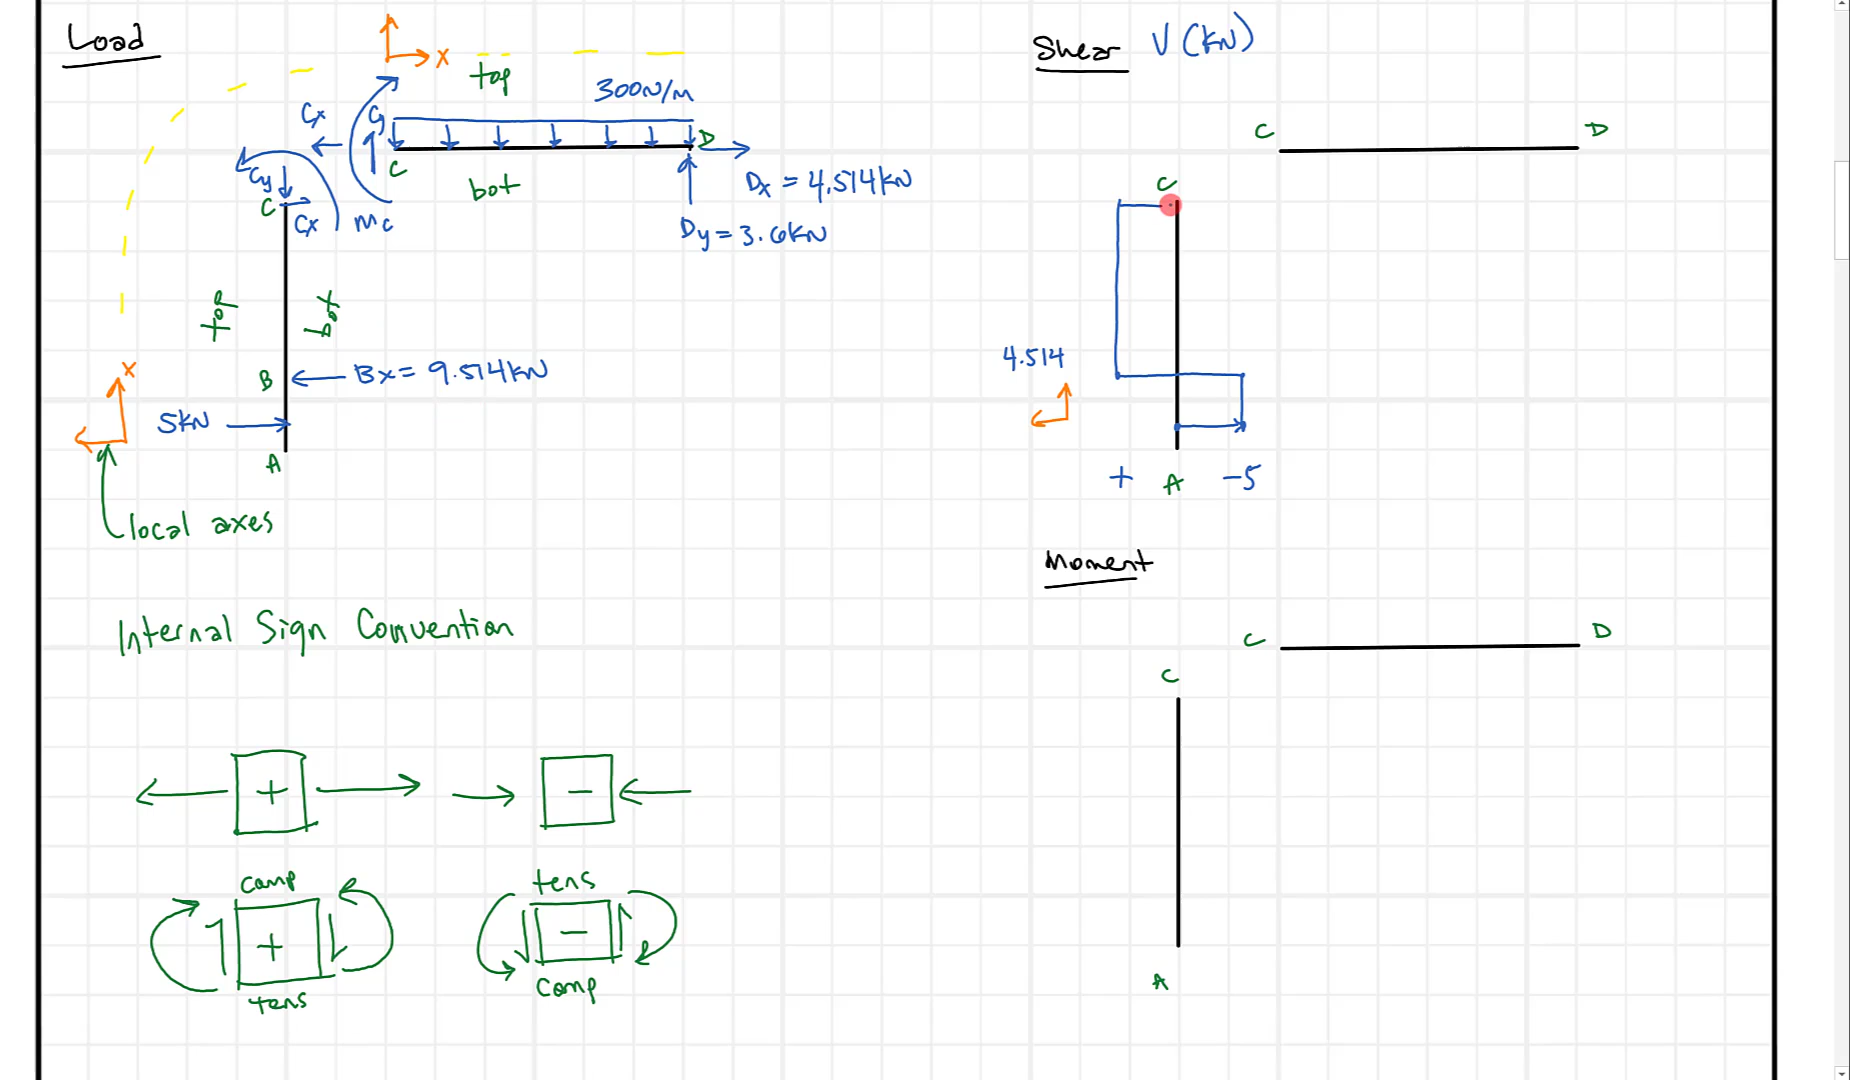 Load
x
top
300N/m
Cx
Cy
C
D
bot
Dx = 4.514kN
Dy = 3.6kN
Cy
C
Cx
Mc
top
bot
x
B
Bx = 9.514kN
5kN
A
local axes
Internal Sign Convention
+
-
comp
+
tens
tens
-
comp
Shear V (kN)
C
D
C
4.514
+
A
-5
Moment
C
D
C
A